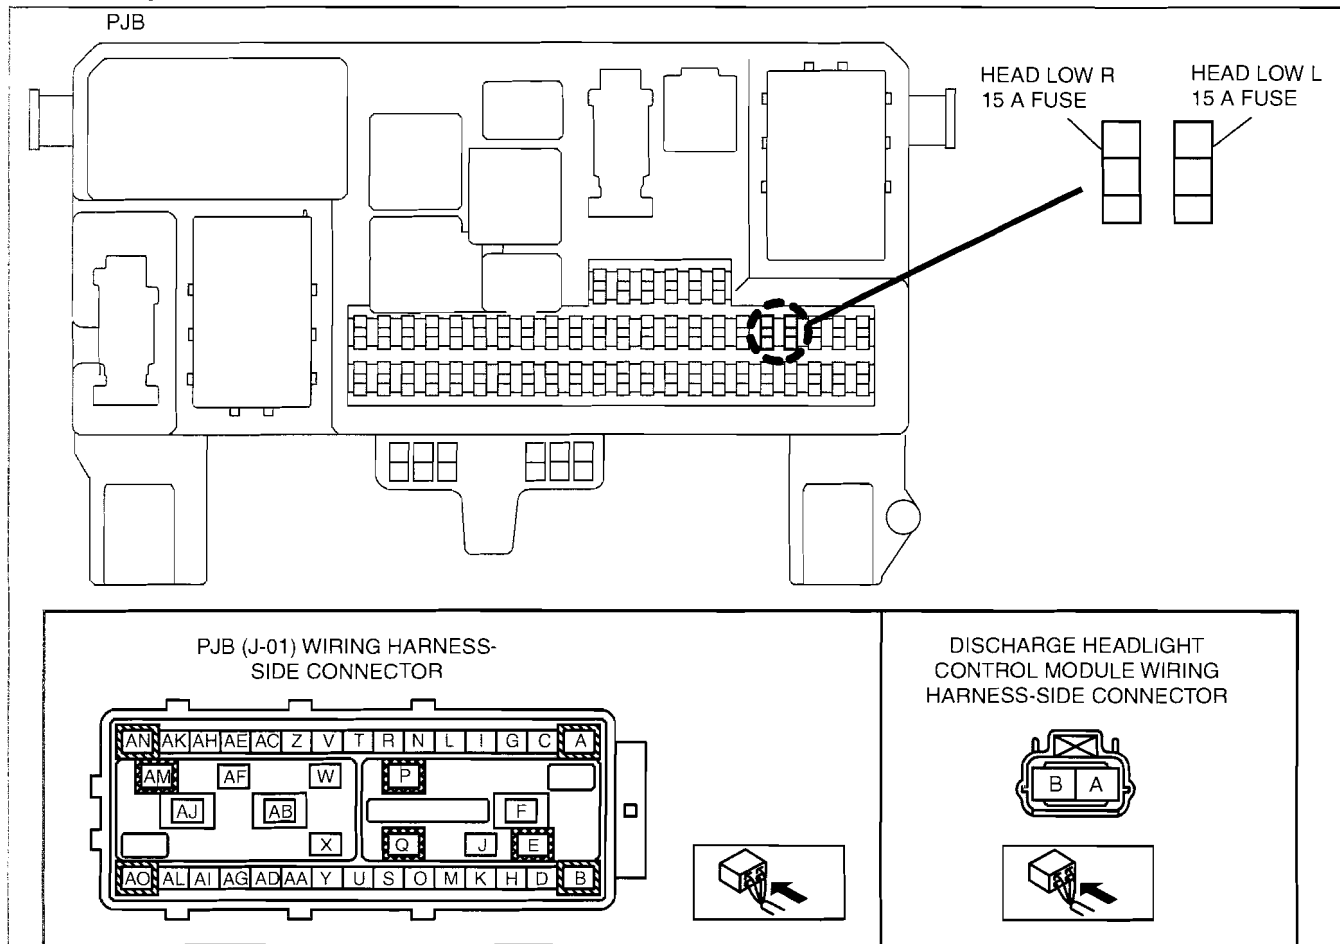 PJB
HEAD LOW R
15 A FUSE
HEAD LOW L
15 A FUSE
PJB (J-01) WIRING HARNESS-
SIDE CONNECTOR
AN AK AH AE AC Z V T R N L I G C A
AM AF W P
AJ AB F
X Q J E
AO AL AI AG AD AA Y U S O M K H D B
DISCHARGE HEADLIGHT
CONTROL MODULE WIRING
HARNESS-SIDE CONNECTOR
B A